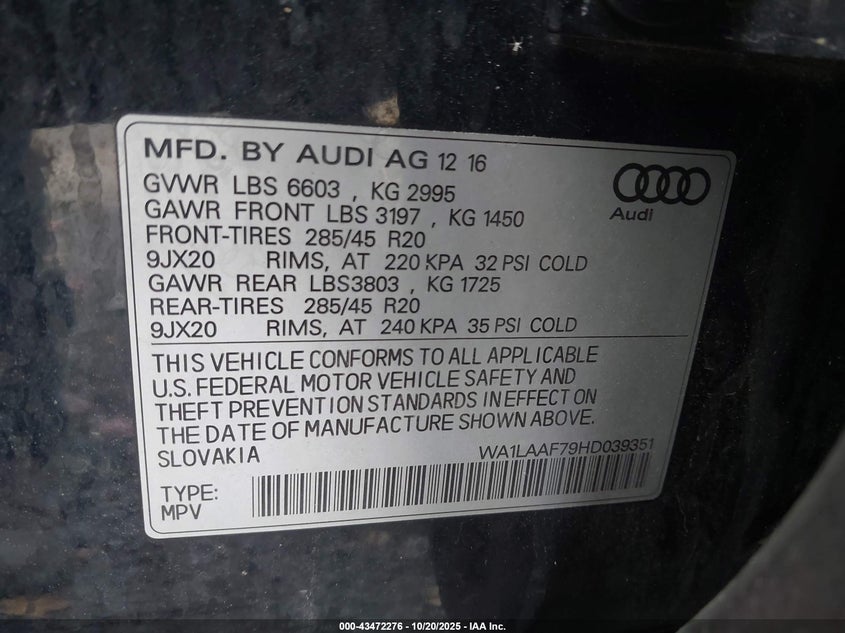 MFD. BY AUDI AG 12 16
GVWR LBS 6603 , KG 2995
GAWR FRONT LBS 3197 , KG 1450
FRONT-TIRES 285/45 R20
9JX20 RIMS, AT 220 KPA 32 PSI COLD
GAWR REAR LBS3803 , KG 1725
REAR-TIRES 285/45 R20
9JX20 RIMS, AT 240 KPA 35 PSI COLD
Audi
THIS VEHICLE CONFORMS TO ALL APPLICABLE
U.S. FEDERAL MOTOR VEHICLE SAFETY AND
THEFT PREVENTION STANDARDS IN EFFECT ON
THE DATE OF MANUFACTURE SHOWN ABOVE.
SLOVAKIA WA1LAAF79HD039351
TYPE:
MPV
000-43472276 - 10/20/2025 - IAA Inc.